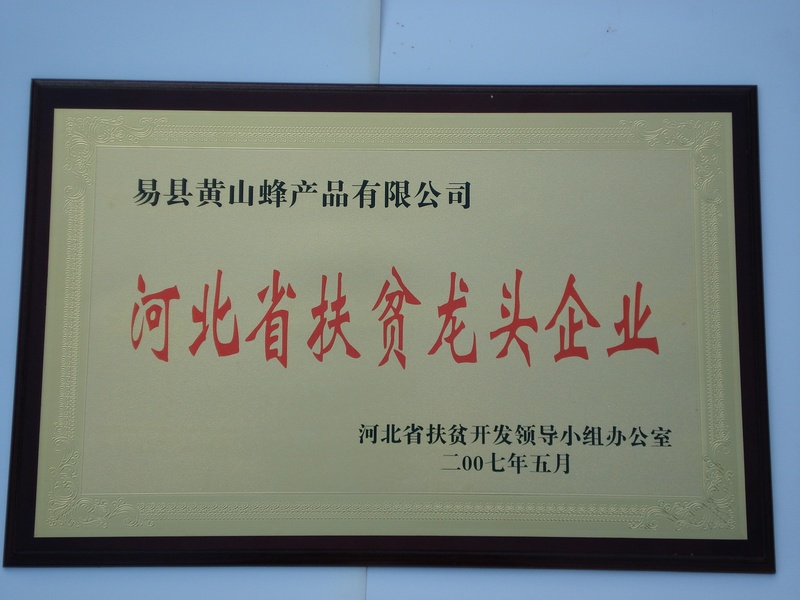 易县黄山蜂产品有限公司
河北省扶贫龙头企业
河北省扶贫开发领导小组办公室
二00七年五月